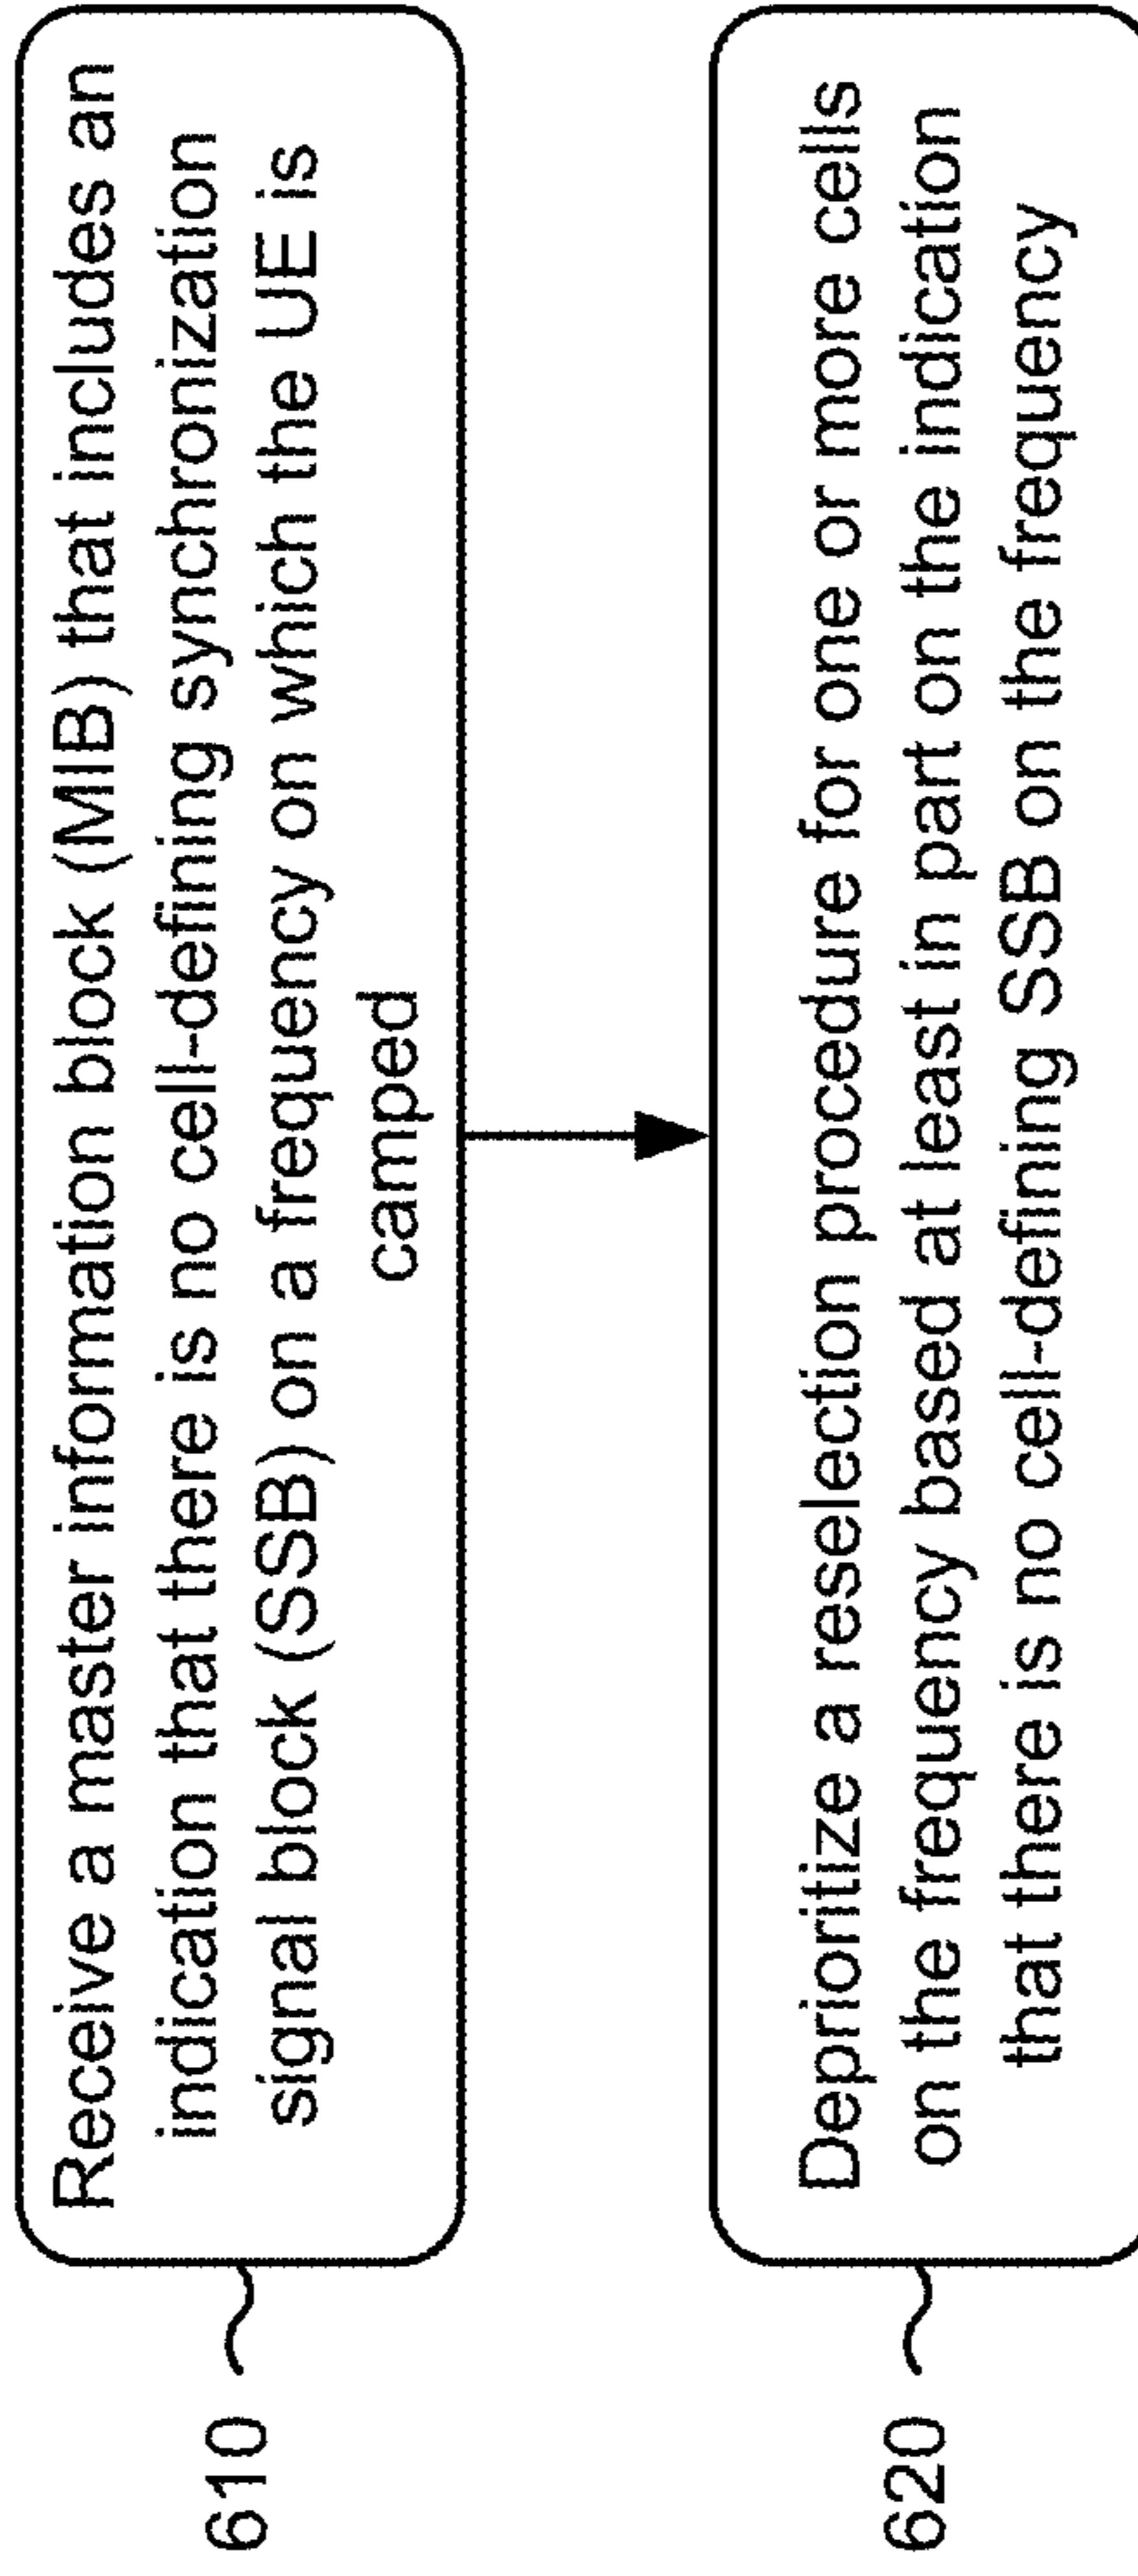 610
Receive a master information block (MIB) that includes an
indication that there is no cell-defining synchronization
signal block (SSB) on a frequency on which the UE is
camped
620
Deprioritize a reselection procedure for one or more cells
on the frequency based at least in part on the indication
that there is no cell-defining SSB on the frequency